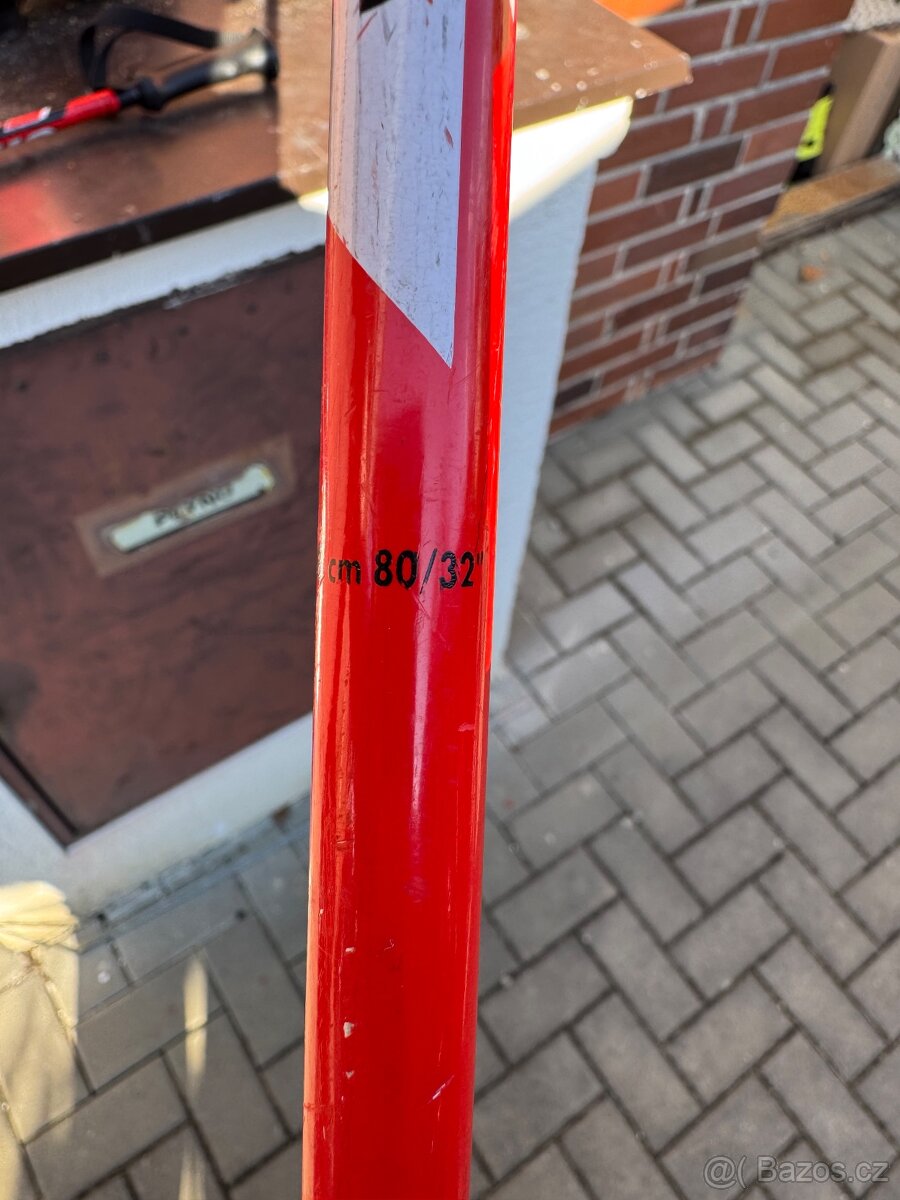 cm 80/32"
@( Bazos.cz